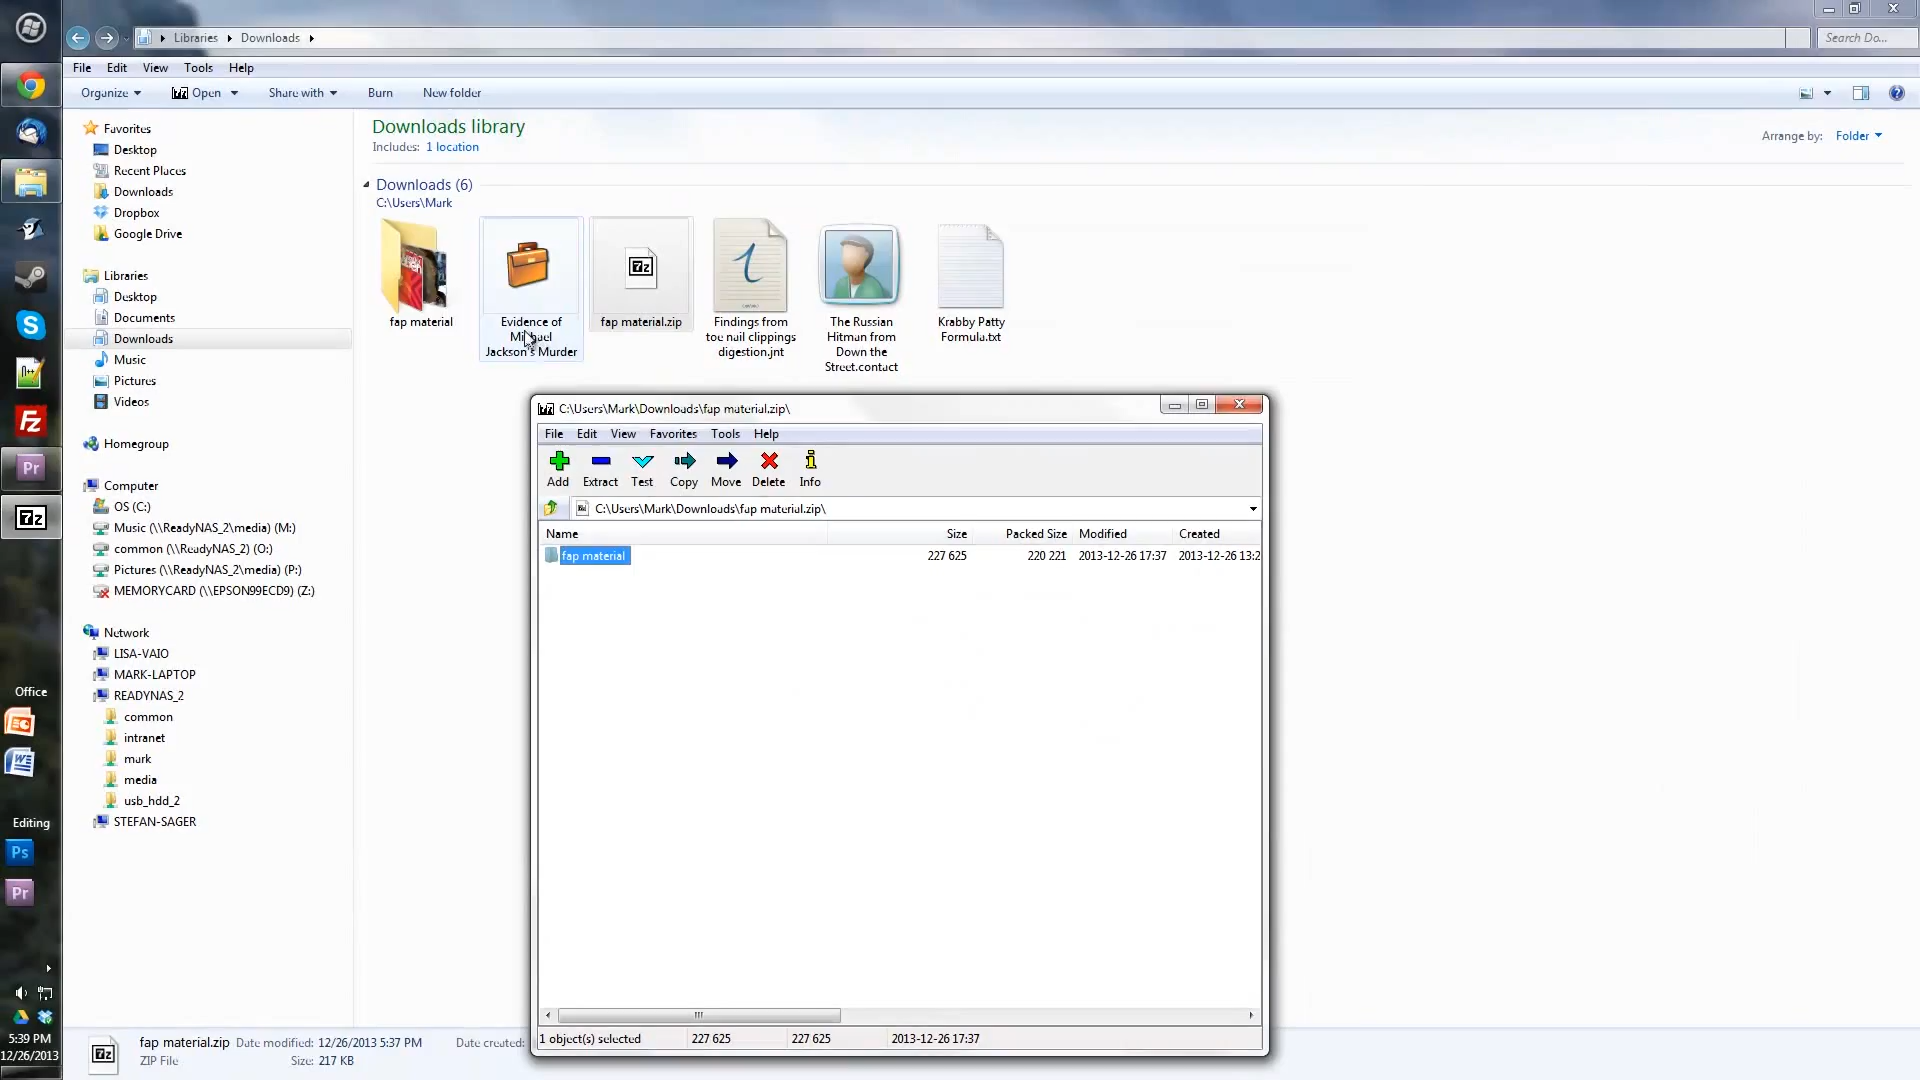 Libraries
Downloads
Search Do...
File Edit View Tools Help
Organize Open Share with Burn New folder
Favorites
Desktop
Recent Places
Downloads
Dropbox
Google Drive
Libraries
Desktop
Documents
Downloads
Music
Pictures
Videos
Homegroup
Computer
OS (C:)
Music (\\ReadyNAS_2\media) (M:)
common (\\ReadyNAS_2) (O:)
Pictures (\\ReadyNAS_2\media) (P:)
MEMORYCARD (\\EPSON99ECD9) (Z:)
Network
LISA-VAIO
MARK-LAPTOP
READYNAS_2
common
intranet
mark
media
usb_hdd_2
STEFAN-SAGER
Downloads library
Includes: 1 location
Arrange by: Folder
Downloads (6)
C:\Users\Mark
fap material
Evidence of
Jackson's Murder
7z
fap material.zip
Findings from
toe nail clippings
digestion.jnt
The Russian
Hitman from
Down the
Street.contact
Krabby Patty
Formula.txt
C:\Users\Mark\Downloads\fap material.zip\
File Edit View Favorites Tools Help
Add Extract Test Copy Move Delete Info
C:\Users\Mark\Downloads\fap material.zip\
Name Size Packed Size Modified Created
fap material 227 625 220 221 2013-12-26 17:37 2013-12-26 13:2
1 object(s) selected 227 625 227 625 2013-12-26 17:37
Pr
7z
Office
Editing
Ps
Pr
5:39 PM
12/26/2013
7z
fap material.zip Date modified: 12/26/2013 5:37 PM Date created:
ZIP File Size: 217 KB